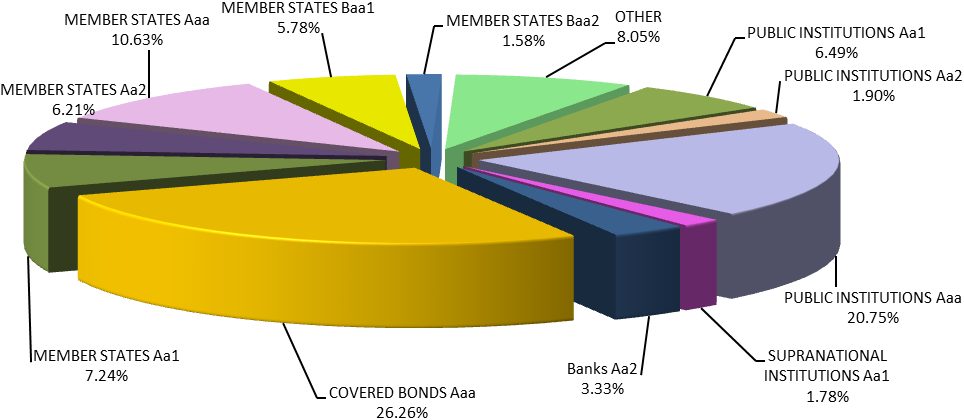 MEMBER STATES Aaa
10.63%
MEMBER STATES Baa1
5.78%
MEMBER STATES Baa2
1.58%
OTHER
8.05%
PUBLIC INSTITUTIONS Aa1
6.49%
PUBLIC INSTITUTIONS Aa2
1.90%
MEMBER STATES Aa2
6.21%
PUBLIC INSTITUTIONS Aaa
20.75%
SUPRANATIONAL
INSTITUTIONS Aa1
1.78%
Banks Aa2
3.33%
COVERED BONDS Aaa
26.26%
MEMBER STATES Aa1
7.24%